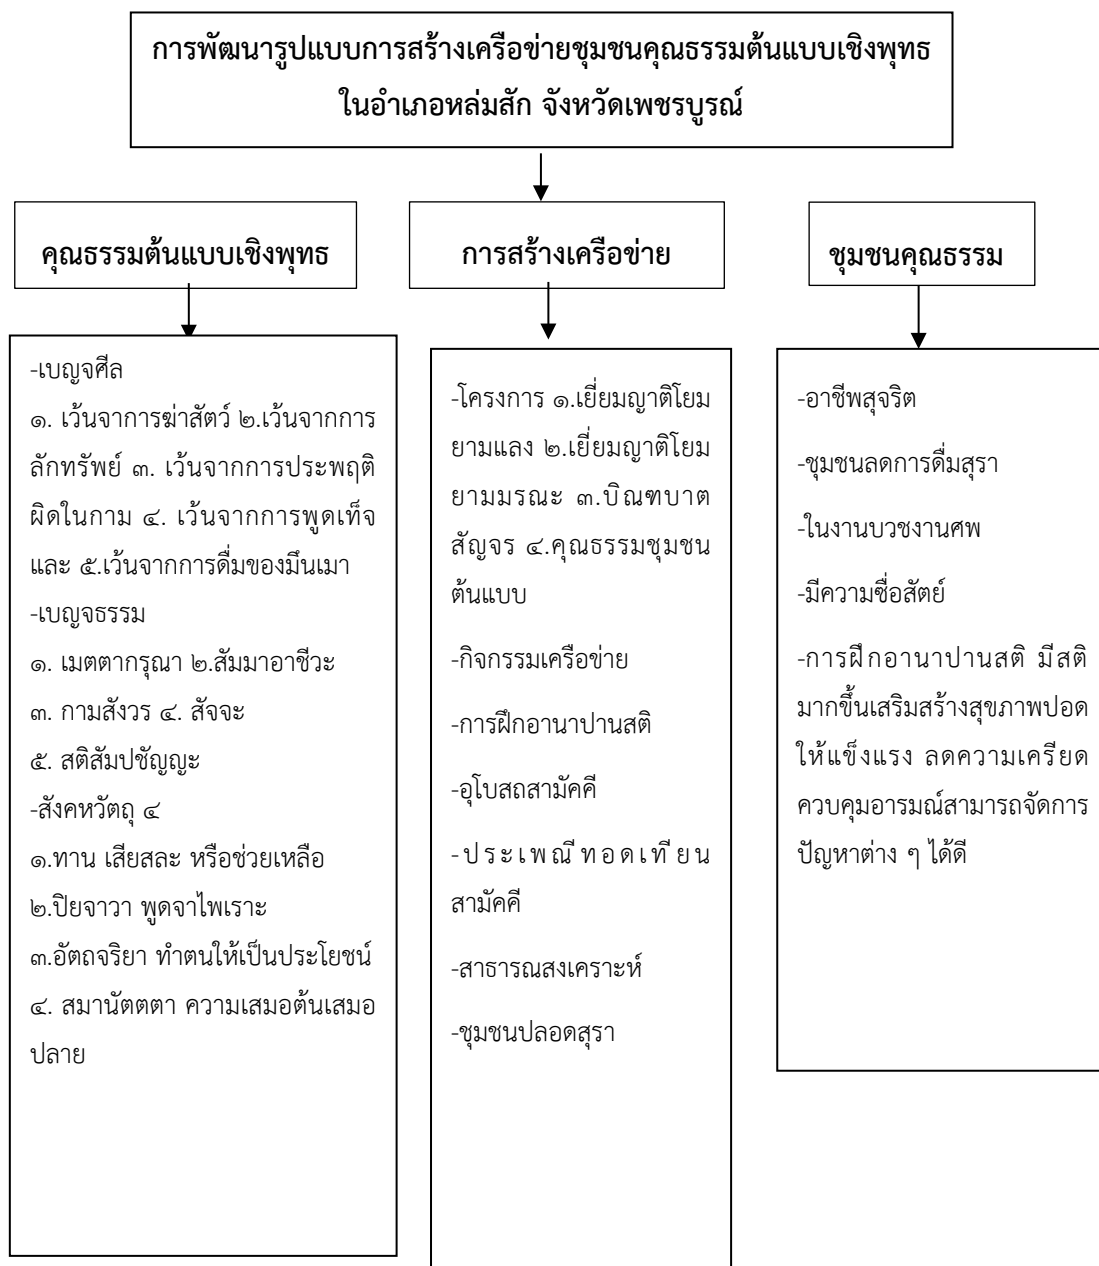 การพัฒนารูปแบบการสร้างเครือข่ายชุมชนคุณธรรมต้นแบบเชิงพุทธ
ในอำเภอหล่มสัก จังหวัดเพชรบูรณ์
คุณธรรมต้นแบบเชิงพุทธ
-เบญจศีล
๑. เว้นจาการฆ่าสัตว์ ๒.เว้นจากการ
ลักทรัพย์ ๓. เว้นจากการประพฤติ
ผิดในกาม ๔. เว้นจากการพูดเท็จ
และ ๕.เว้นจากการดื่มของมึนเมา
-เบญจธรรม
๑. เมตตากรุณา ๒.สัมมาอาชีวะ
๓. กามสังวร ๔. สัจจะ
๕. สติสัมปชัญญะ
-สังคหวัตถุ ๔
๑.ทาน เสียสละ หรือช่วยเหลือ
๒.ปิยจาวา พูดจาไพเราะ
๓.อัตถจริยา ทำตนให้เป็นประโยชน์
๔. สมานัตตตา ความเสมอต้นเสมอ
ปลาย
การสร้างเครือข่าย
-โครงการ ๑.เยี่ยมญาติโยม
ยามแลง ๒.เยี่ยมญาติโยม
ยามมรณะ ๓.บิณฑบาต
สัญจร ๔.คุณธรรมชุมชน
ต้นแบบ
-กิจกรรมเครือข่าย
-การฝึกอานาปานสติ
-อุโบสถสามัคคี
-ประเพณีทอดเทียน
สามัคคี
-สาธารณสงเคราะห์
-ชุมชนปลอดสุรา
ชุมชนคุณธรรม
-อาชีพสุจริต
-ชุมชนลดการดื่มสุรา
-ในงานบวชงานศพ
-มีความซื่อสัตย์
-การฝึกอานาปานสติ มีสติ
มากขึ้นเสริมสร้างสุขภาพปอด
ให้แข็งแรง ลดความเครียด
ควบคุมอารมณ์สามารถจัดการ
ปัญหาต่าง ๆ ได้ดี